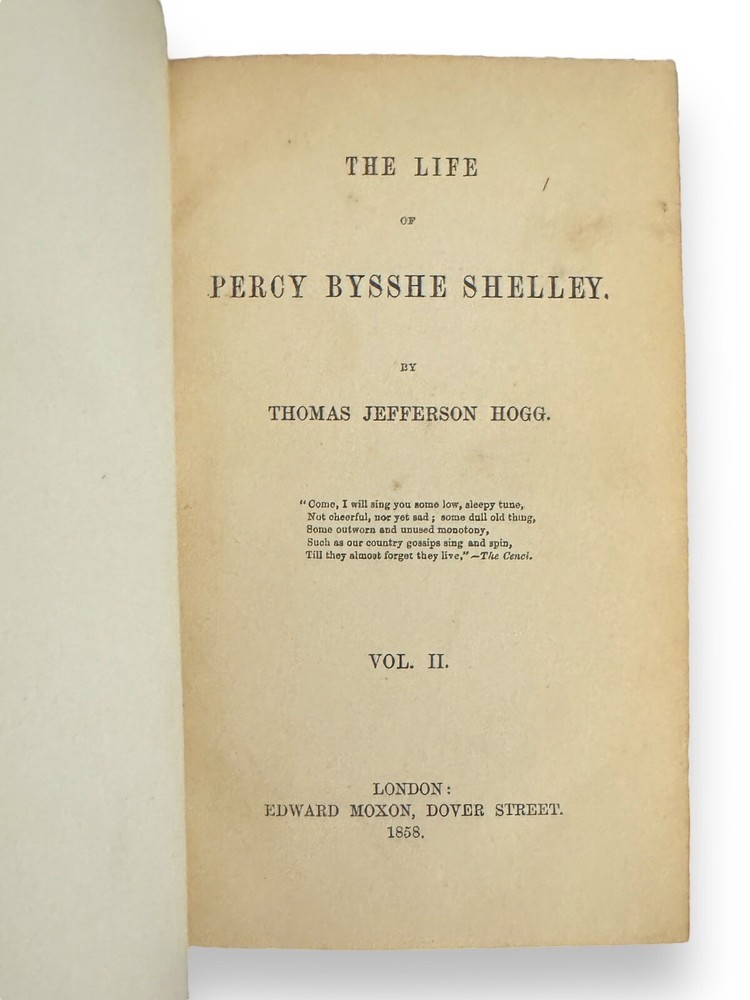 THE LIFE
OF
PERCY BYSSHE SHELLEY.
BY
THOMAS JEFFERSON HOGG.
"Come, I will sing you some low, sleepy tune,
Not cheerful, nor yet sad; some dull old thing,
Some outworn and unused monotony,
Such as our country gossips sing and spin,
Till they almost forget they live,"—The Cenci.
VOL. II.
LONDON:
EDWARD MOXON, DOVER STREET.
1858.